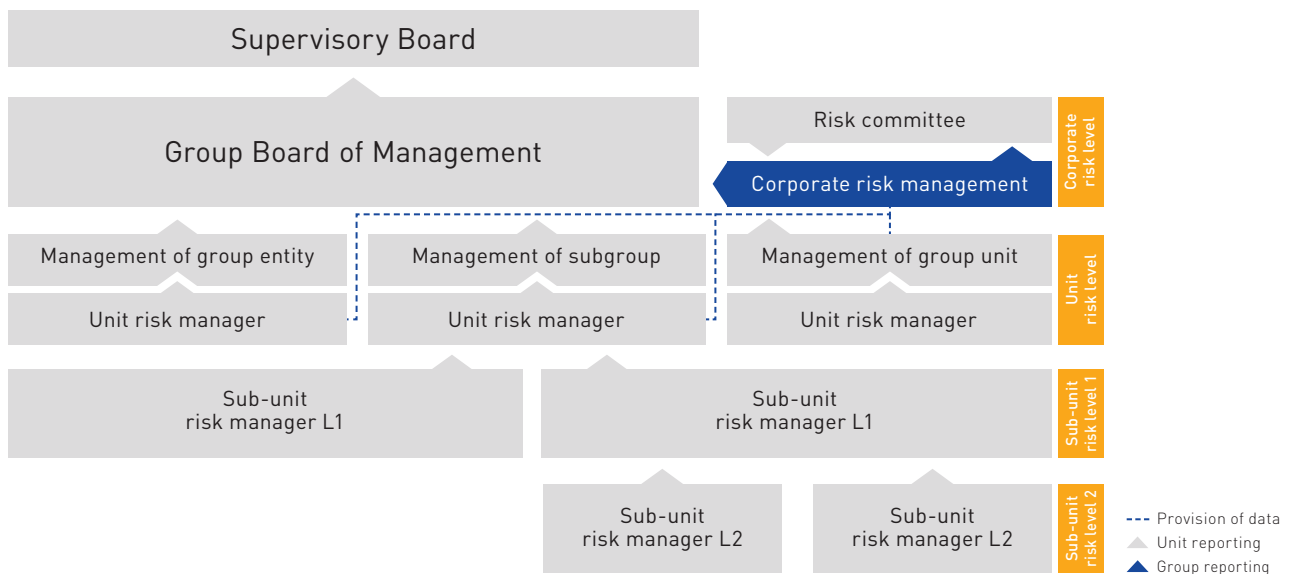 Supervisory Board
Group Board of Management
Risk committee
Corporate risk management
Corporate
risk level
Management of group entity
Management of subgroup
Management of group unit
Unit risk manager
Unit risk manager
Unit risk manager
Unit
risk level
Sub-unit
risk manager L1
Sub-unit
risk manager L1
Sub-unit
risk level 1
Sub-unit
risk manager L2
Sub-unit
risk manager L2
Sub-unit
risk level 2
Provision of data
Unit reporting
Group reporting